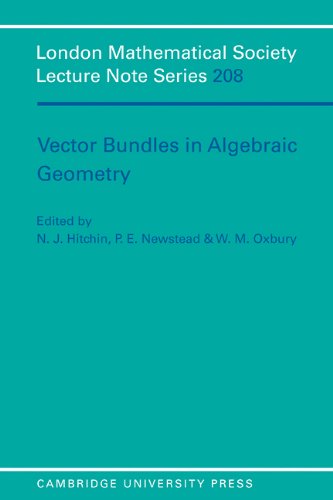 London Mathematical Society
Lecture Note Series 208
Vector Bundles in Algebraic
Geometry
Edited by
N. J. Hitchin, P. E. Newstead & W. M. Oxbury
CAMBRIDGE UNIVERSITY PRESS